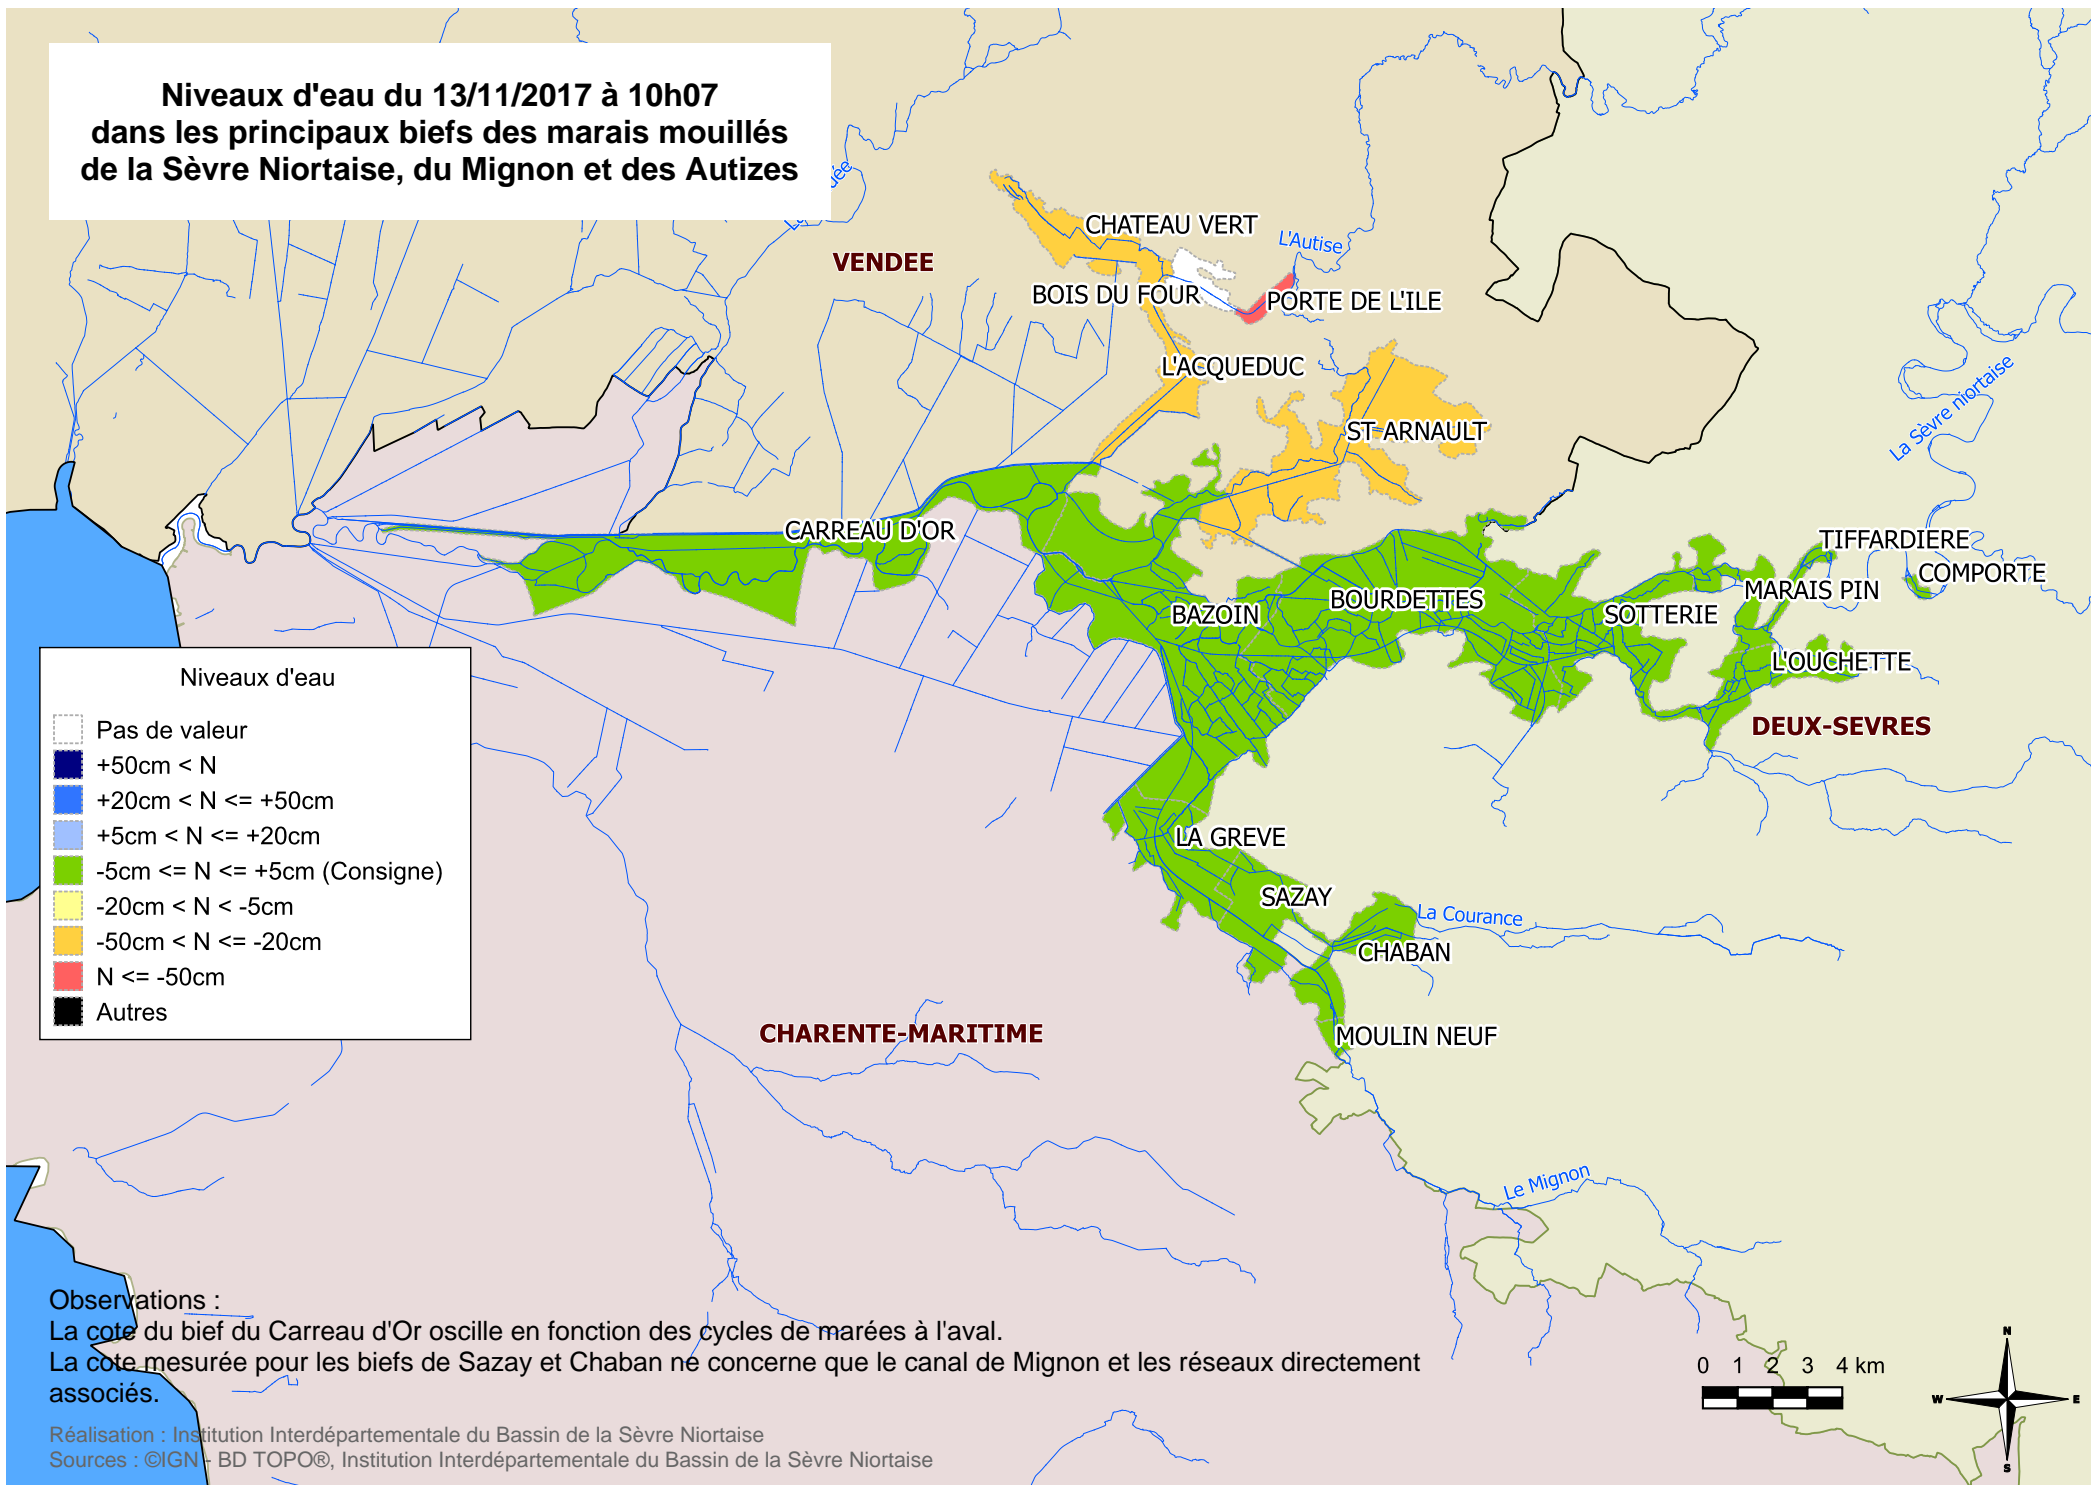 Niveaux d'eau du 13/11/2017 à 10h07
dans les principaux biefs des marais mouillés
de la Sèvre Niortaise, du Mignon et des Autizes
CHATEAU VERT
L'Autise
VENDEE
BOIS DU FOUR
PORTE DE L'ILE
L'ACQUEDUC
ST ARNAULT
La Sèvre niortaise
CARREAU D'OR
TIFFARDIERE
COMPORTE
MARAIS PIN
BAZOIN
BOURDETTES
SOTTERIE
L'OUCHETTE
DEUX-SEVRES
LA GREVE
SAZAY
La Courance
CHABAN
CHARENTE-MARITIME
MOULIN NEUF
Le Mignon
Niveaux d'eau
Pas de valeur
+50cm < N
+20cm < N <= +50cm
+5cm < N <= +20cm
-5cm <= N <= +5cm (Consigne)
-20cm < N < -5cm
-50cm < N <= -20cm
N <= -50cm
Autres
Observations :
La cote du bief du Carreau d'Or oscille en fonction des cycles de marées à l'aval.
La cote mesurée pour les biefs de Sazay et Chaban ne concerne que le canal de Mignon et les réseaux directement
associés.
Réalisation : Institution Interdépartementale du Bassin de la Sèvre Niortaise
Sources : ©IGN - BD TOPO®, Institution Interdépartementale du Bassin de la Sèvre Niortaise
0 1 2 3 4 km
N
W E
S